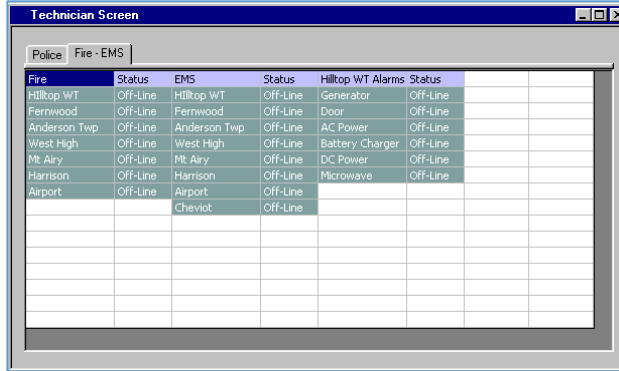 Technician Screen
Police Fire - EMS
Fire Status EMS Status Hilltop WT Alarms Status
HIlltop WT Off-Line HIlltop WT Off-Line Generator Off-Line
Fernwood Off-Line Fernwood Off-Line Door Off-Line
Anderson Twp Off-Line Anderson Twp Off-Line AC Power Off-Line
West High Off-Line West High Off-Line Battery Charger Off-Line
Mt Airy Off-Line Mt Airy Off-Line DC Power Off-Line
Harrison Off-Line Harrison Off-Line Microwave Off-Line
Airport Off-Line Airport Off-Line
Cheviot Off-Line